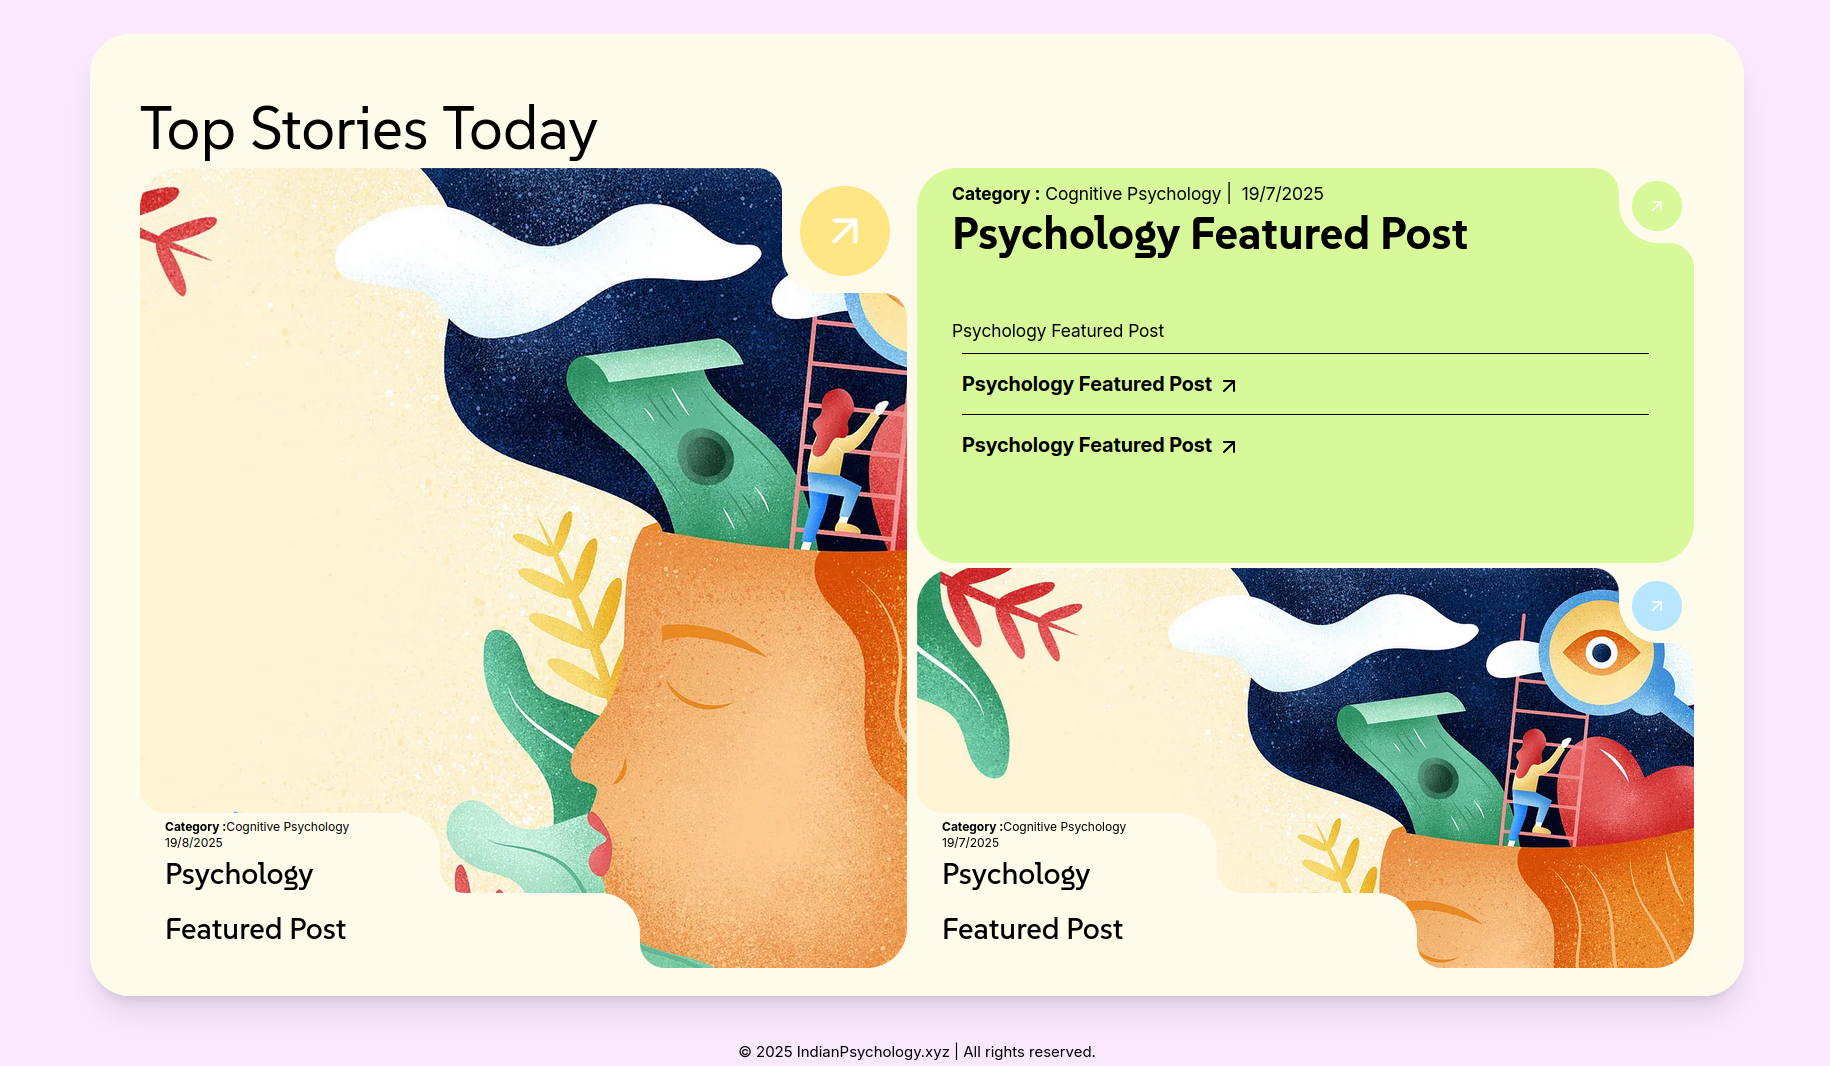 Top Stories Today
Category : Cognitive Psychology | 19/7/2025
Psychology Featured Post
Psychology Featured Post
Psychology Featured Post
Psychology Featured Post
Category :Cognitive Psychology
19/8/2025
Psychology
Featured Post
Category :Cognitive Psychology
19/7/2025
Psychology
Featured Post
© 2025 IndianPsychology.xyz | All rights reserved.